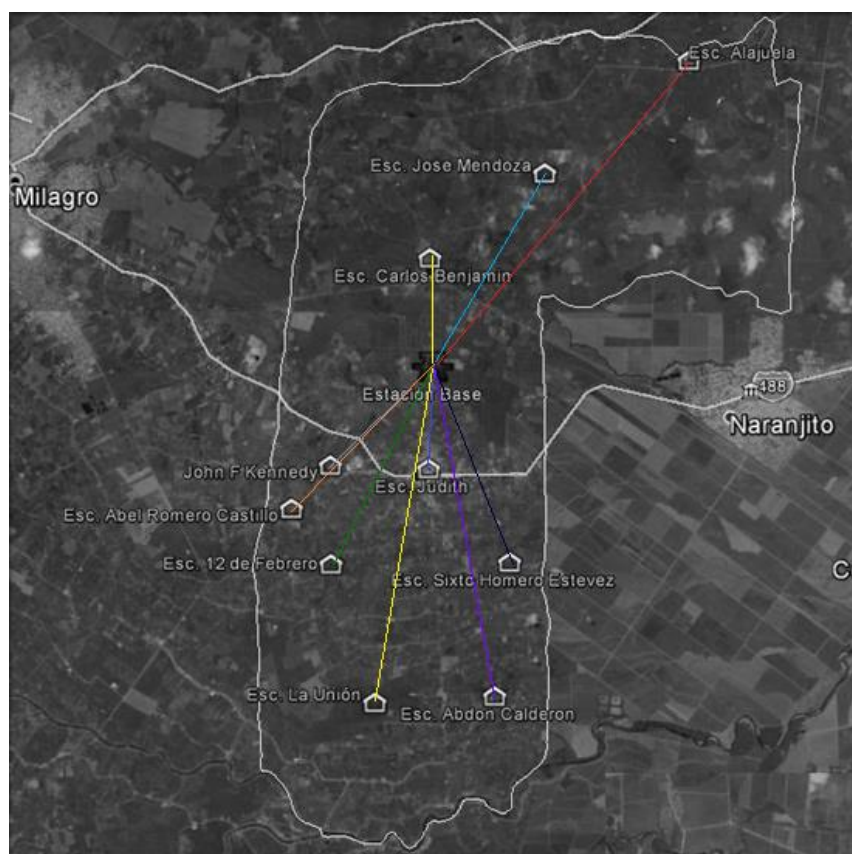 Esc. Alajuela
Esc. Jose Mendoza
Milagro
Esc. Carlos Benjamin
488
Estación Base
Naranjito
John F Kennedy
Esc. Judith
Esc. Abel Romero Castillo
Esc. 12 de Febrero
Esc. Sixto Homero Estevez
C
Esc. La Unión
Esc. Abdon Calderon